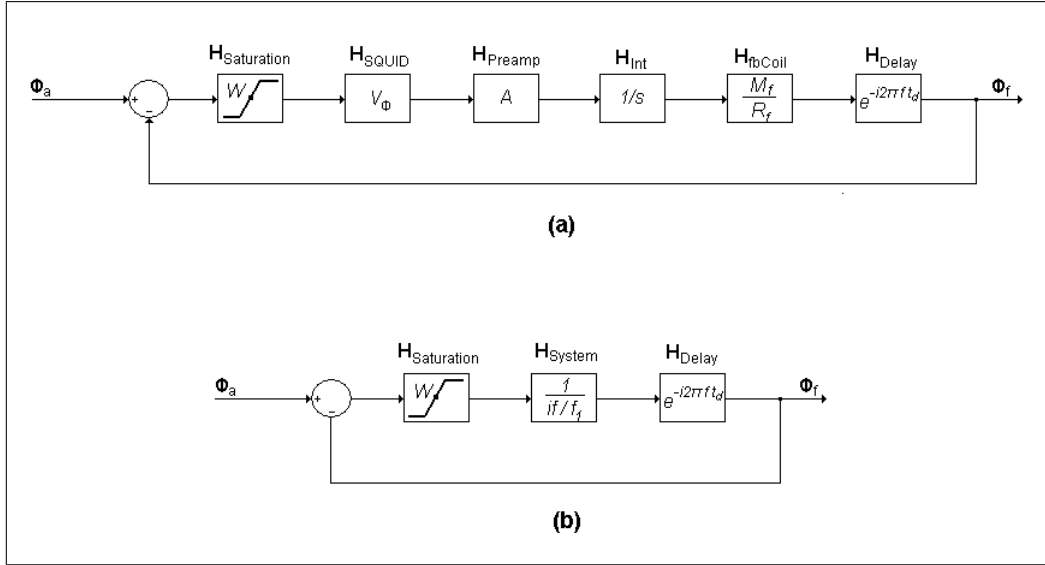 H_Saturation H_SQUID H_Preamp H_Int H_fbCoil H_Delay
Φ_a + − W V_Φ A 1/s M_f/R_f e^{-i2πft_d} Φ_f
(a)
H_Saturation H_System H_Delay
Φ_a + − W 1/(if/f_1) e^{-i2πft_d} Φ_f
(b)